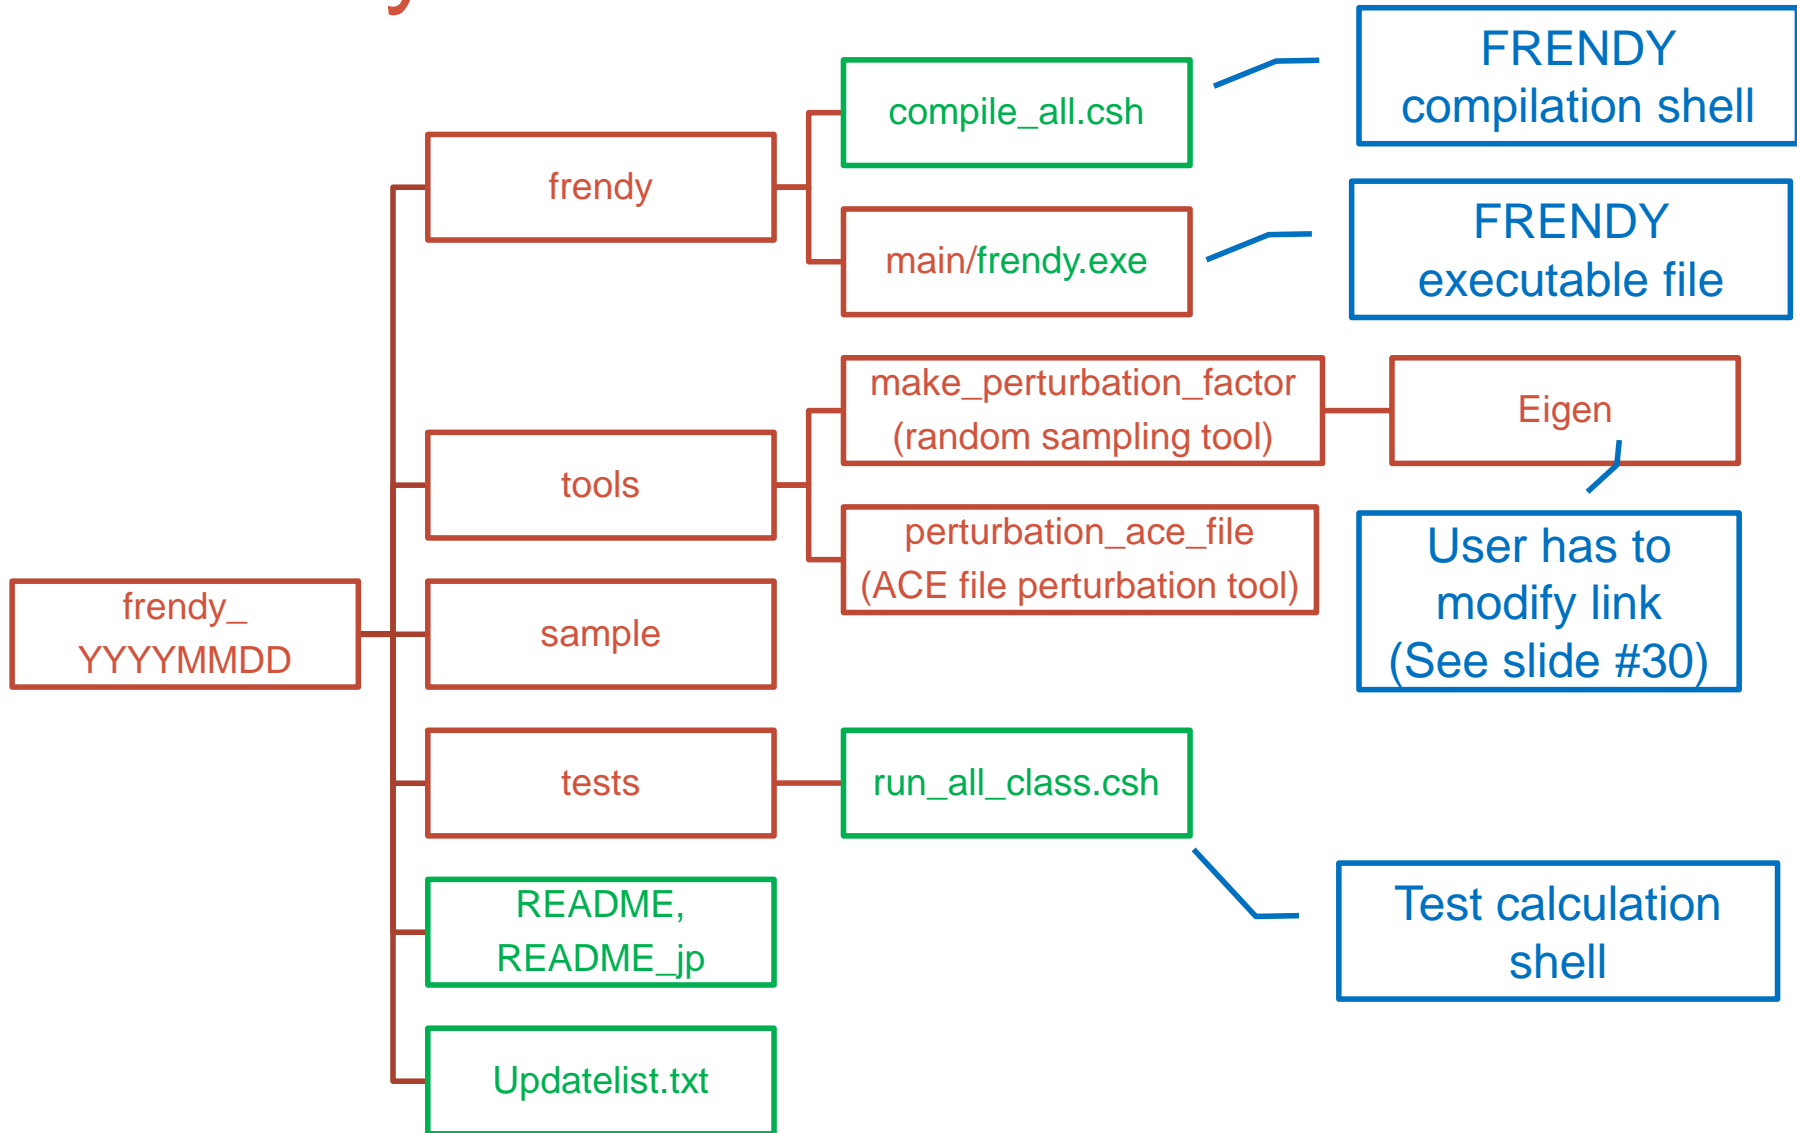 compile_all.csh
FRENDY
compilation shell
frendy
main/frendy.exe
FRENDY
executable file
make_perturbation_factor
(random sampling tool)
Eigen
tools
perturbation_ace_file
(ACE file perturbation tool)
User has to
modify link
(See slide #30)
frendy_
YYYYMMDD
sample
tests
run_all_class.csh
Test calculation
shell
README,
README_jp
Updatelist.txt